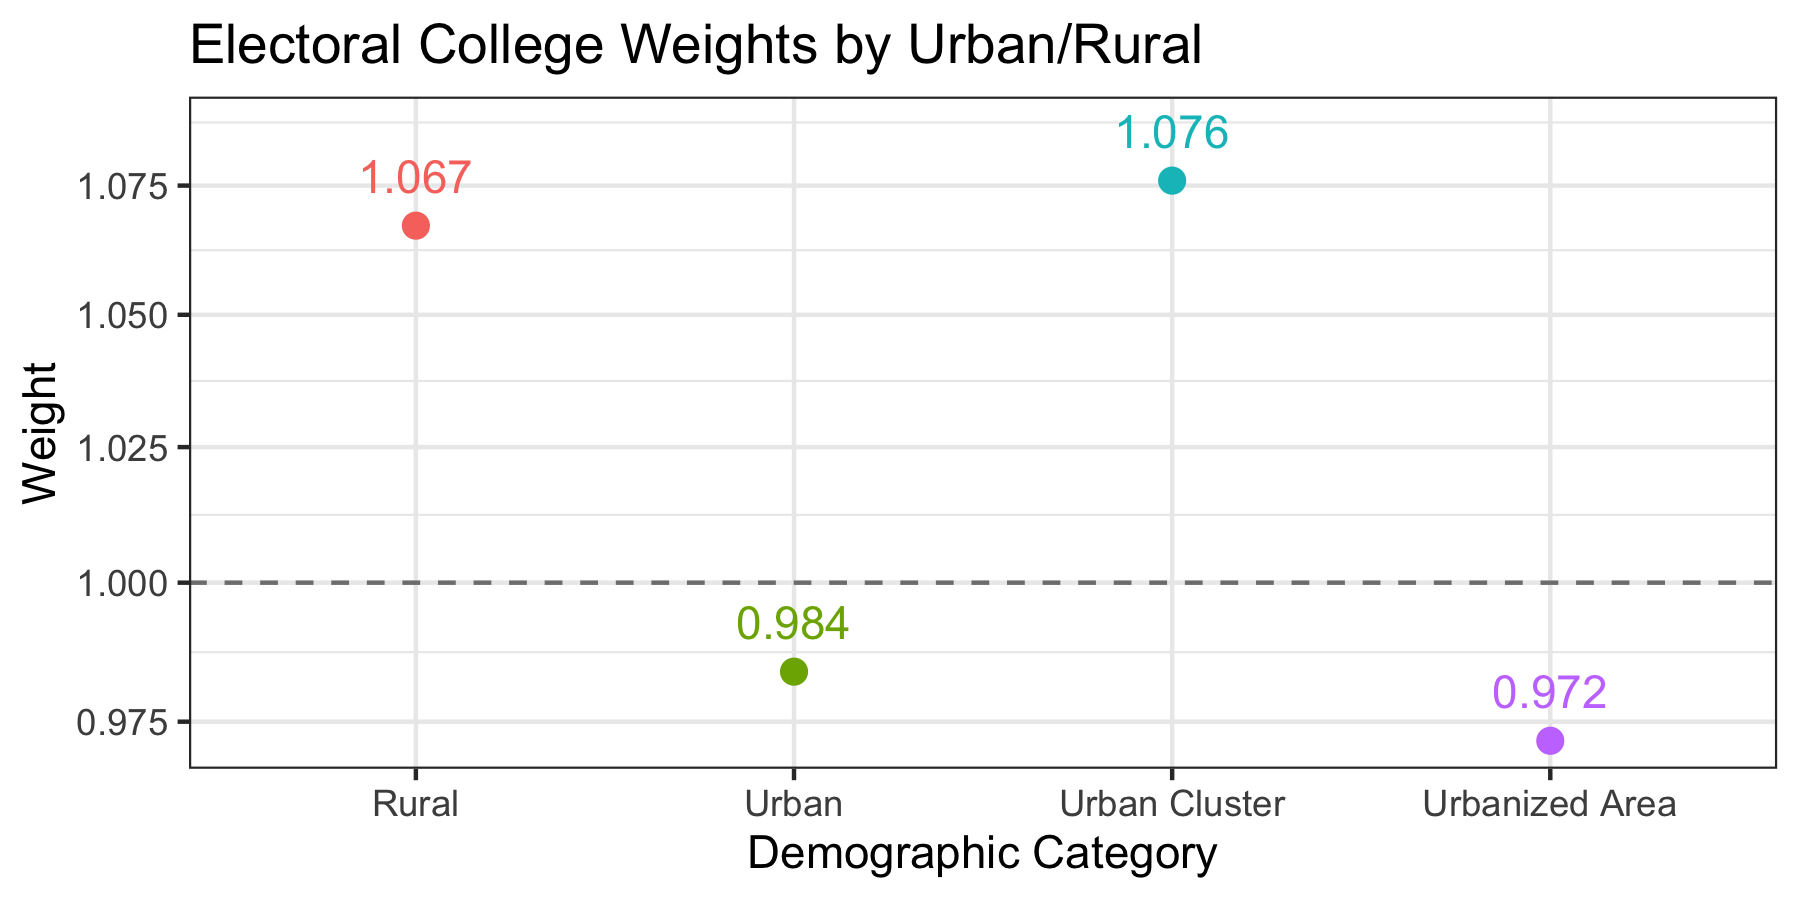 Electoral College Weights by Urban/Rural
1.076
1.067
1.075
1.050
1.025
1.000
0.984
0.972
0.975
Weight
Rural Urban Urban Cluster Urbanized Area
Demographic Category